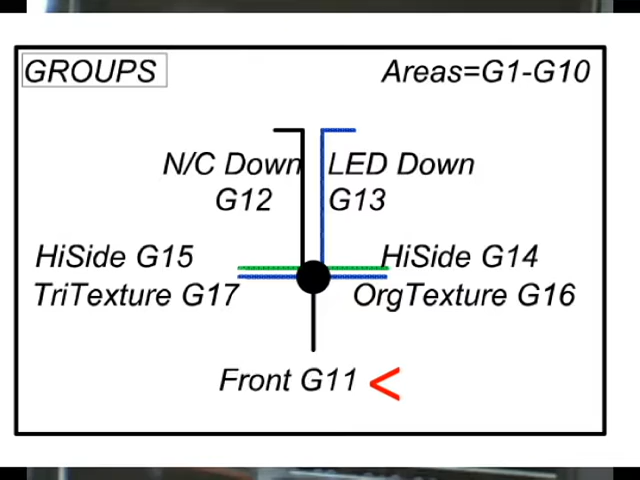 GROUPS
Areas=G1-G10
N/C Down
G12
LED Down
G13
HiSide G15
TriTexture G17
HiSide G14
OrgTexture G16
Front G11 <